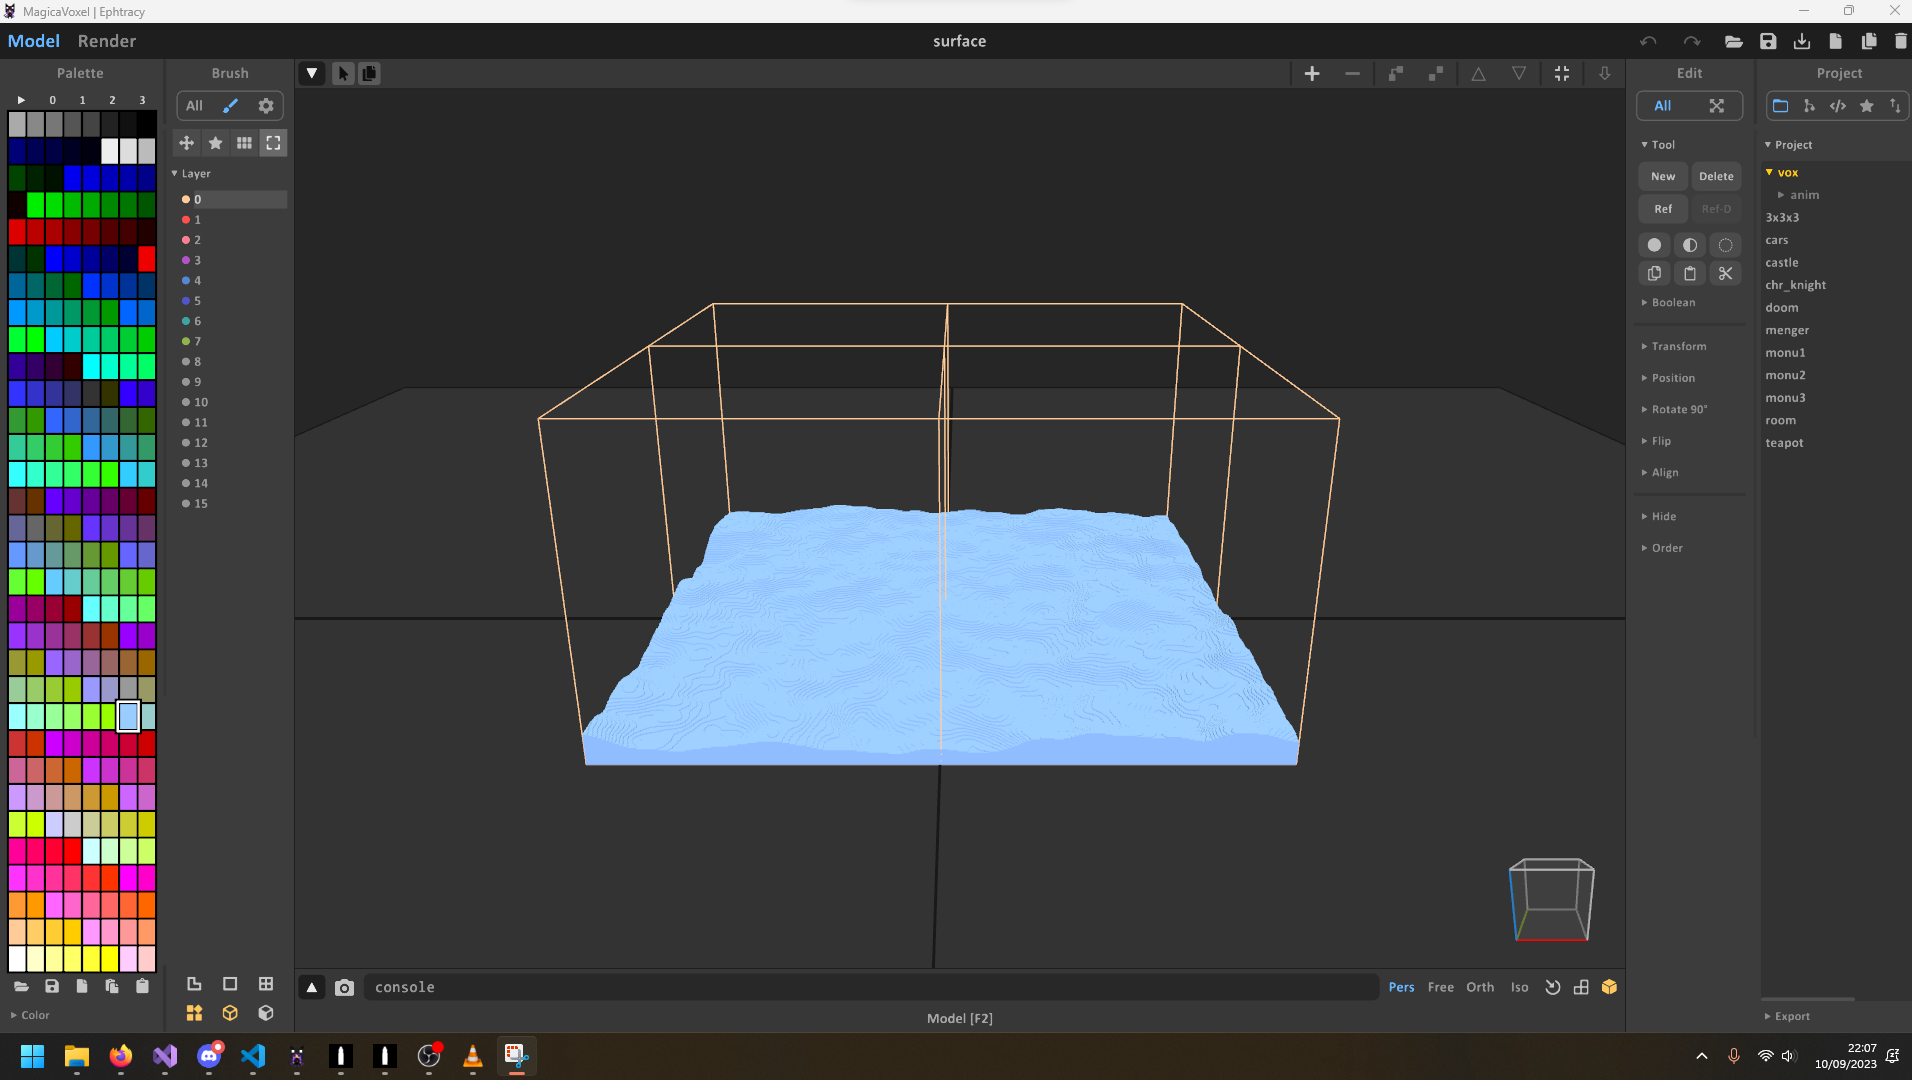 MagicaVoxel | Ephtracy
Model Render
surface
Palette
Brush
Edit
Project
0 1 2 3
All
All
Layer
0
1
2
3
4
5
6
7
8
9
10
11
12
13
14
15
Tool
New Delete
Ref Ref-D
Boolean
Transform
Position
Rotate 90°
Flip
Align
Hide
Order
Project
vox
anim
3x3x3
cars
castle
chr_knight
doom
menger
monu1
monu2
monu3
room
teapot
console
Pers Free Orth Iso
Color
Model [F2]
Export
22:07
10/09/2023